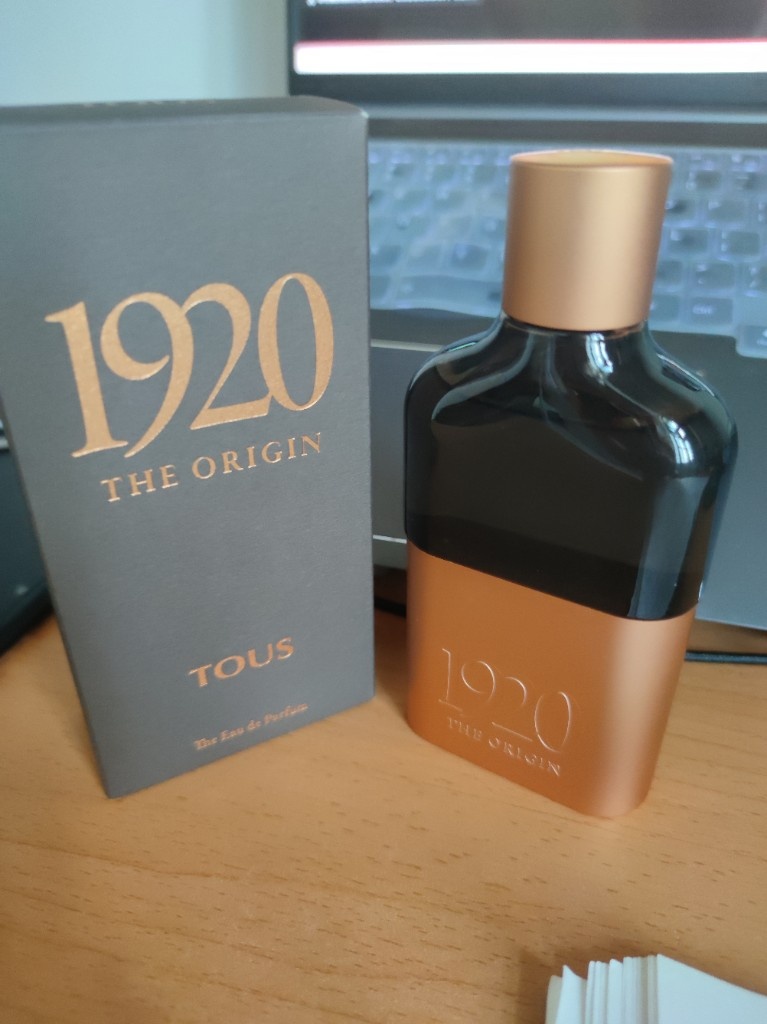 1920
THE ORIGIN
TOUS
The Eau de Parfum
1920
THE ORIGIN